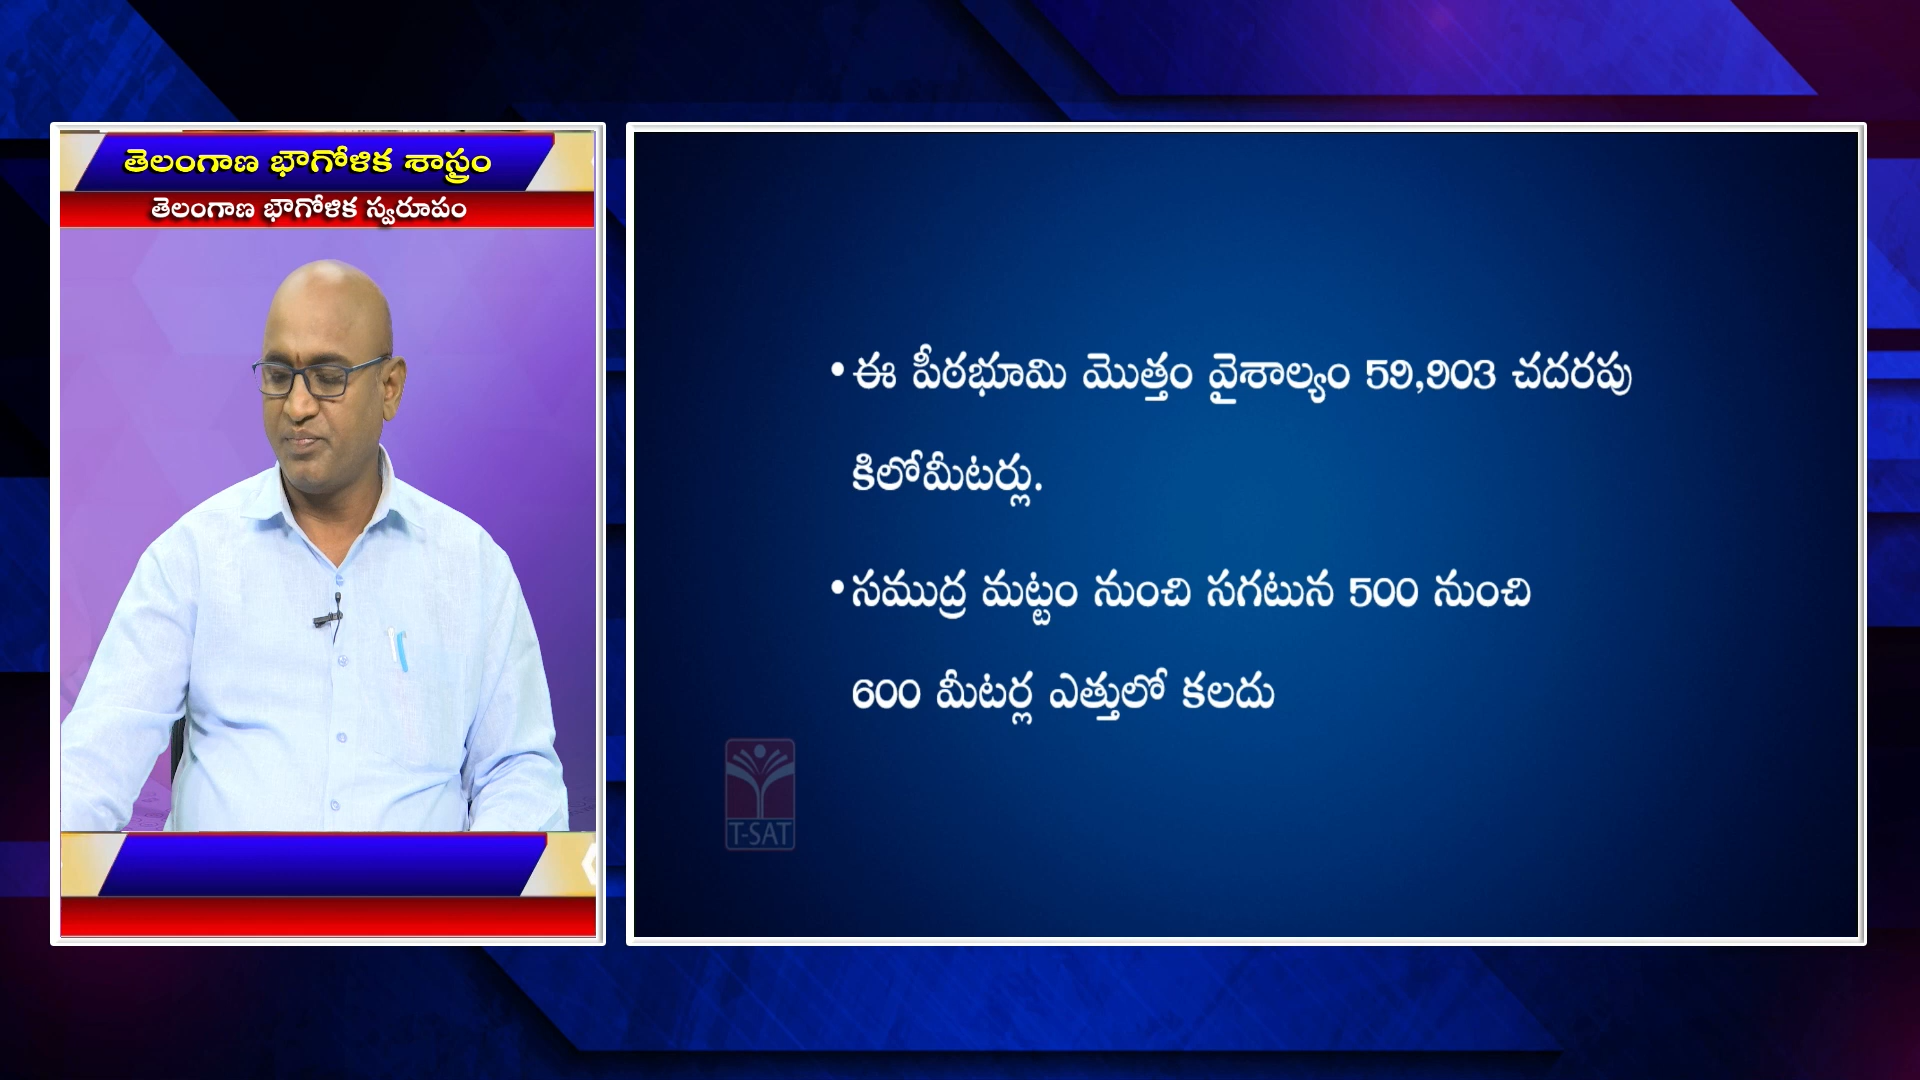 తెలంగాణ భౌగోళిక శాస్త్రం
తెలంగాణ భౌగోళిక స్వరూపం
•ఈ పీఠభూమి మొత్తం వైశాల్యం 59,903 చదరపు
కిలోమీటర్లు.
•సముద్ర మట్టం నుంచి సగటున 500 నుంచి
600 మీటర్ల ఎత్తులో కలదు
T-SAT